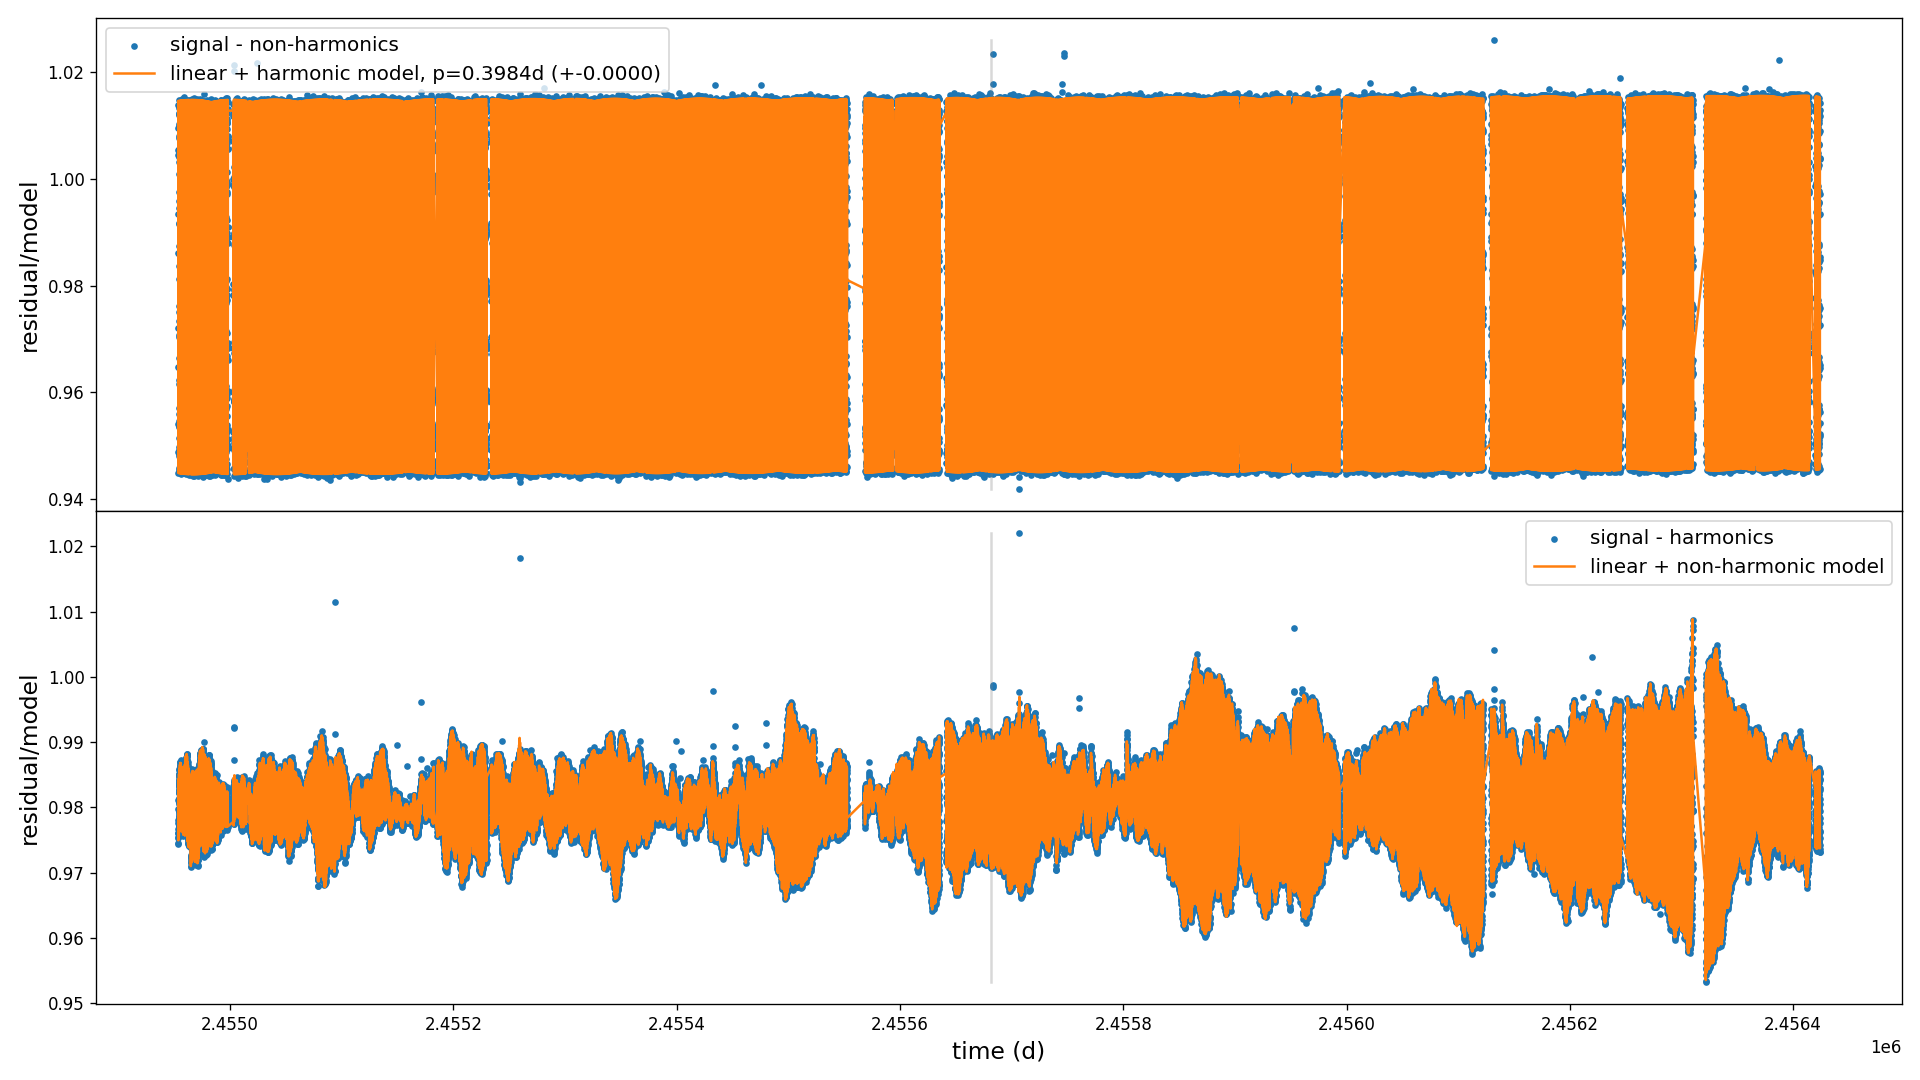 signal - non-harmonics
linear + harmonic model, p=0.3984d (+-0.0000)
1.02
1.00
0.98
0.96
0.94
residual/model
signal - harmonics
linear + non-harmonic model
1.02
1.01
1.00
0.99
0.98
0.97
0.96
0.95
residual/model
2.4550 2.4552 2.4554 2.4556 2.4558 2.4560 2.4562 2.4564
1e6
time (d)